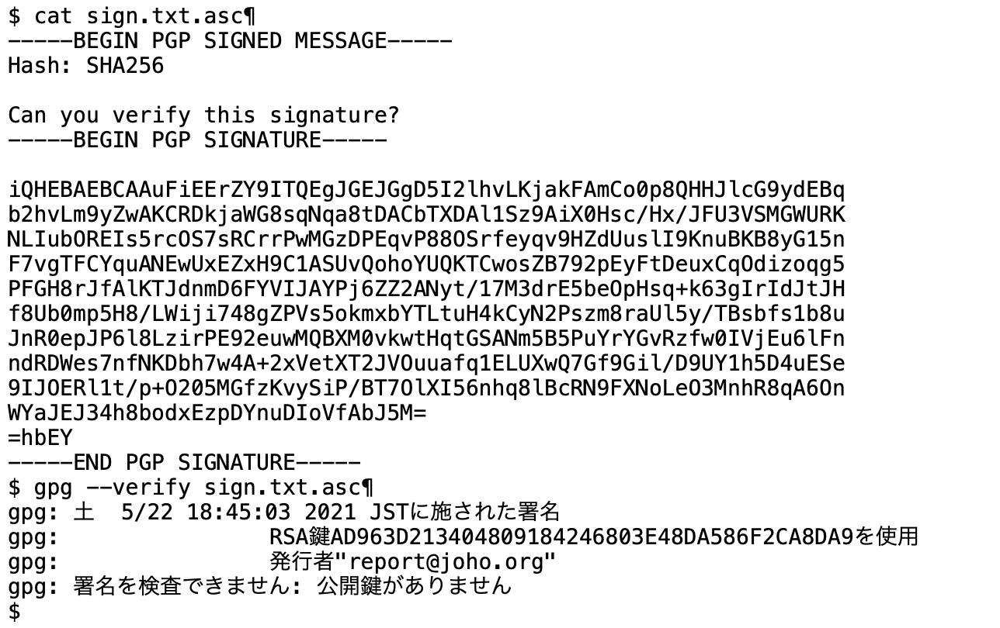 $ cat sign.txt.asc¶
-----BEGIN PGP SIGNED MESSAGE-----
Hash: SHA256

Can you verify this signature?
-----BEGIN PGP SIGNATURE-----

iQHEBAEBCAAuFiEErZY9ITQEgJGEJGgD5I2lhvLKjakFAmCo0p8QHHJlcG9ydEBq
b2hvLm9yZwAKCRDkjaWG8sqNqa8tDACbTXDAl1Sz9AiX0Hsc/Hx/JFU3VSMGWURK
NLIubOREIs5rcOS7sRCrrPwMGzDPEqvP88OSrfeyqv9HZdUuslI9KnuBKB8yG15n
F7vgTFCYquANEwUxEZxH9C1ASUvQohoYUQKTCwosZB792pEyFtDeuxCqOdizoqg5
PFGH8rJfAlKTJdnmD6FYVIJAYPj6ZZ2ANyt/17M3drE5beOpHsq+k63gIrIdJtJH
f8Ub0mp5H8/LWiji748gZPVs5okmxbYTLtuH4kCyN2Pszm8raUl5y/TBsbfs1b8u
JnR0epJP6l8LzirPE92euwMQBXM0vkwtHqtGSANm5B5PuYrYGvRzfw0IVjEu6lFn
ndRDWes7nfNKDbh7w4A+2xVetXT2JVOuuafq1ELUXwQ7Gf9Gil/D9UY1h5D4uESe
9IJOERl1t/p+O205MGfzKvySiP/BT7OlXI56nhq8lBcRN9FXNoLeO3MnhR8qA6On
WYaJEJ34h8bodxEzpDYnuDIoVfAbJ5M=
=hbEY
-----END PGP SIGNATURE-----
$ gpg --verify sign.txt.asc¶
gpg: 土  5/22 18:45:03 2021 JSTに施された署名
gpg:                RSA鍵AD963D213404809184246803E48DA586F2CA8DA9を使用
gpg:                発行者"report@joho.org"
gpg: 署名を検査できません: 公開鍵がありません
$